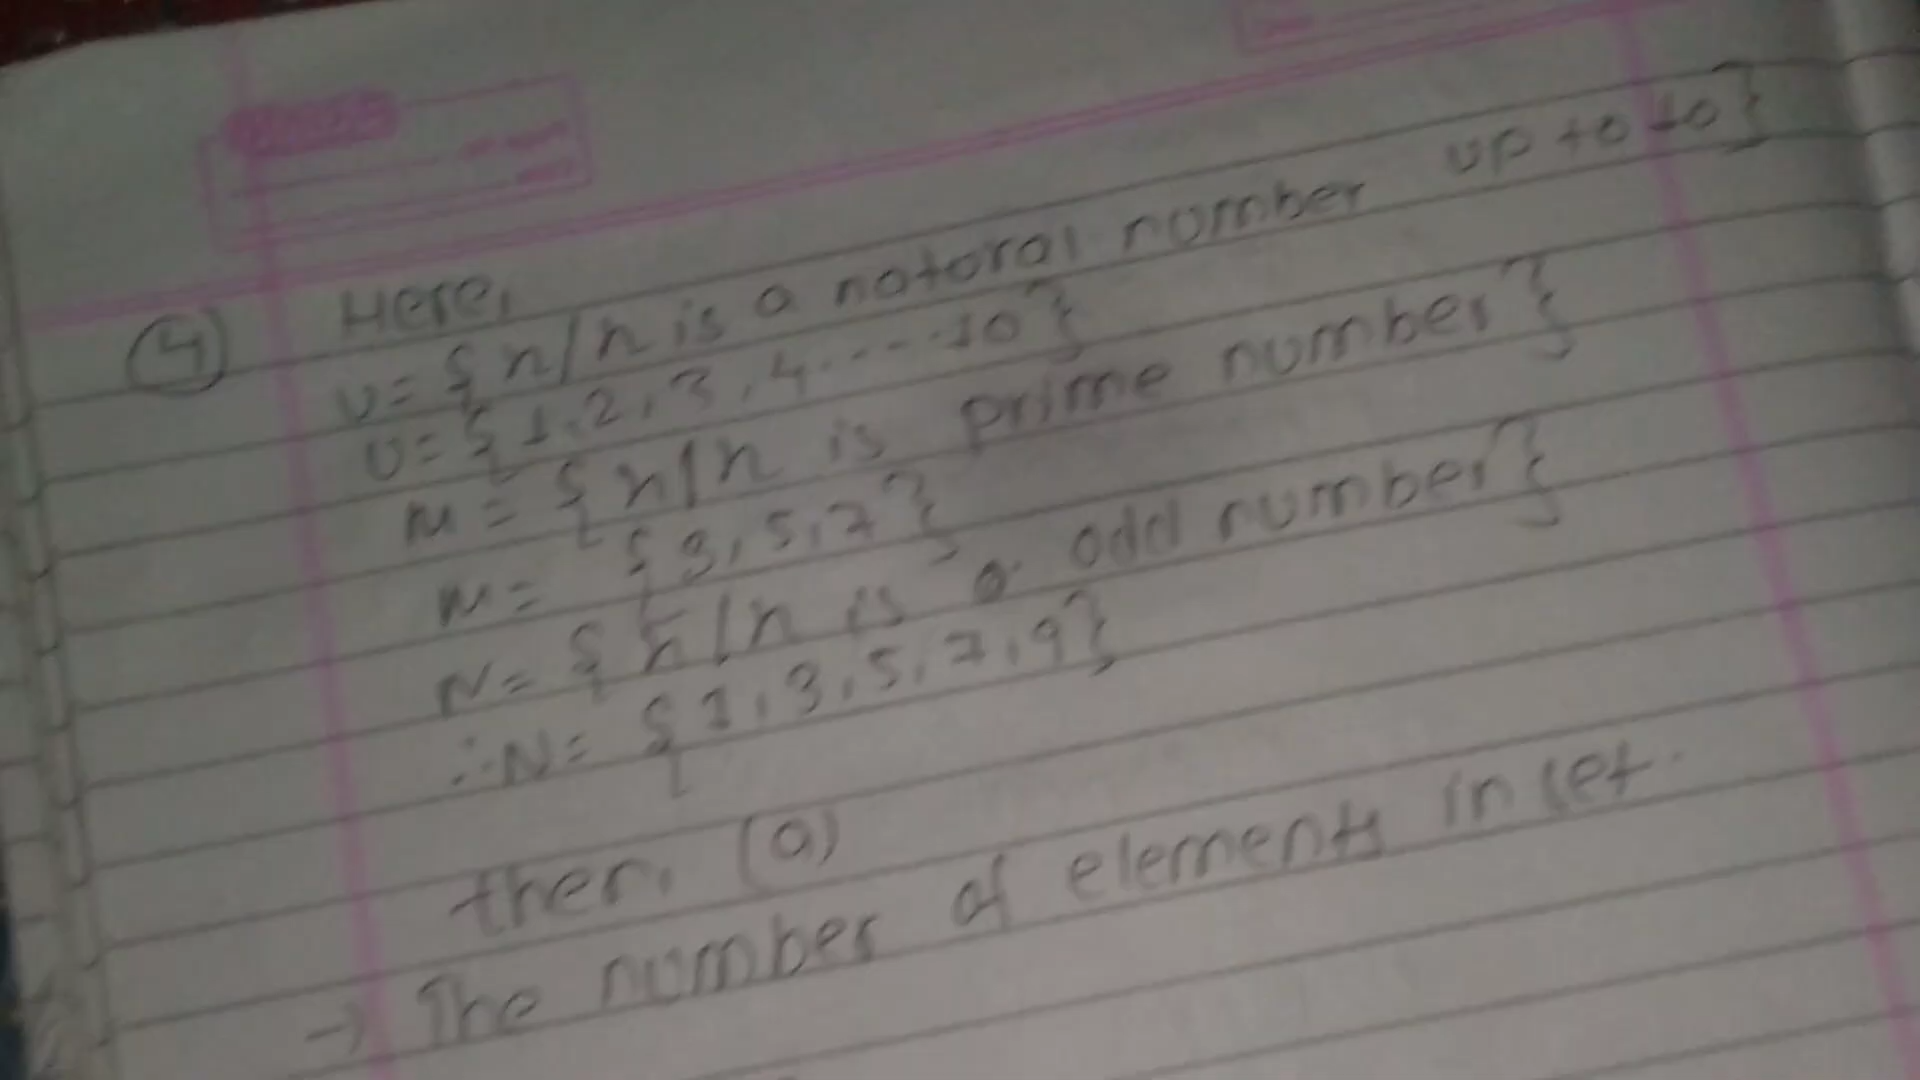 (4) Here,
U = {x/x is a natural number up to 10}
U = {1, 2, 3, 4.....10}
M = {x/x is prime number}
M = {3, 5, 7}
N = {x/x is a odd number}
∴ N = {1, 3, 5, 7, 9}
then, (a)
→ The number of elements in set.